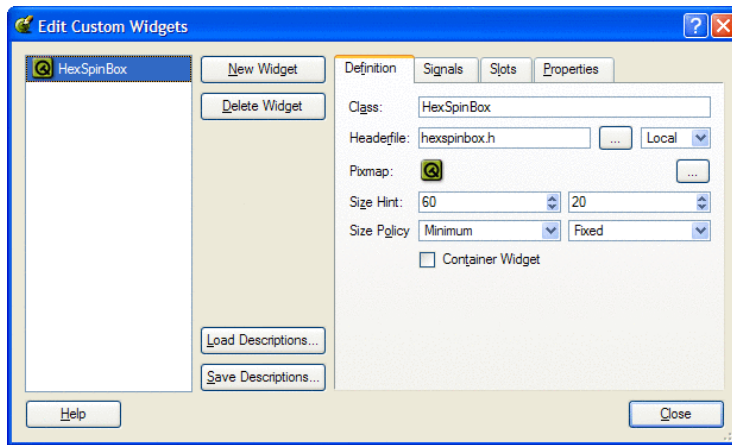 Edit Custom Widgets
HexSpinBox
New Widget
Delete Widget
Load Descriptions...
Save Descriptions...
Definition Signals Slots Properties
Class: HexSpinBox
Headerfile: hexspinbox.h ... Local
Pixmap: ...
Size Hint: 60 20
Size Policy Minimum Fixed
Container Widget
Help Close